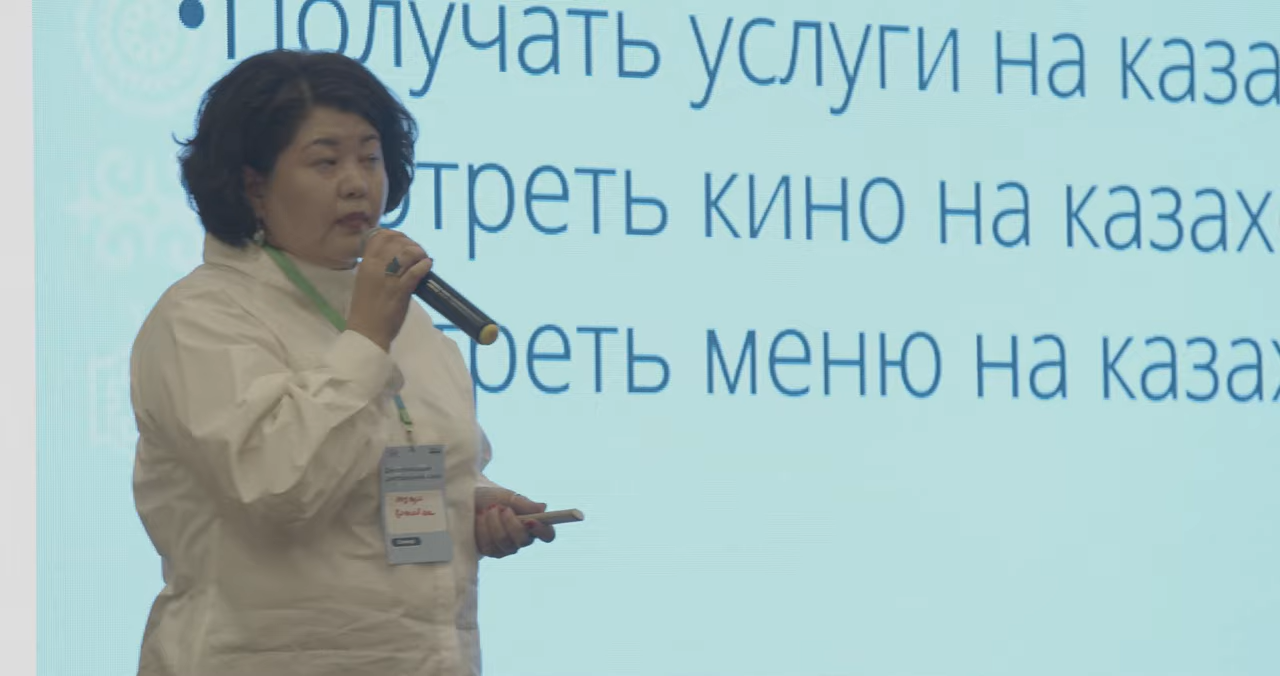 •Получать услуги на каза
отреть кино на казах
реть меню на казах